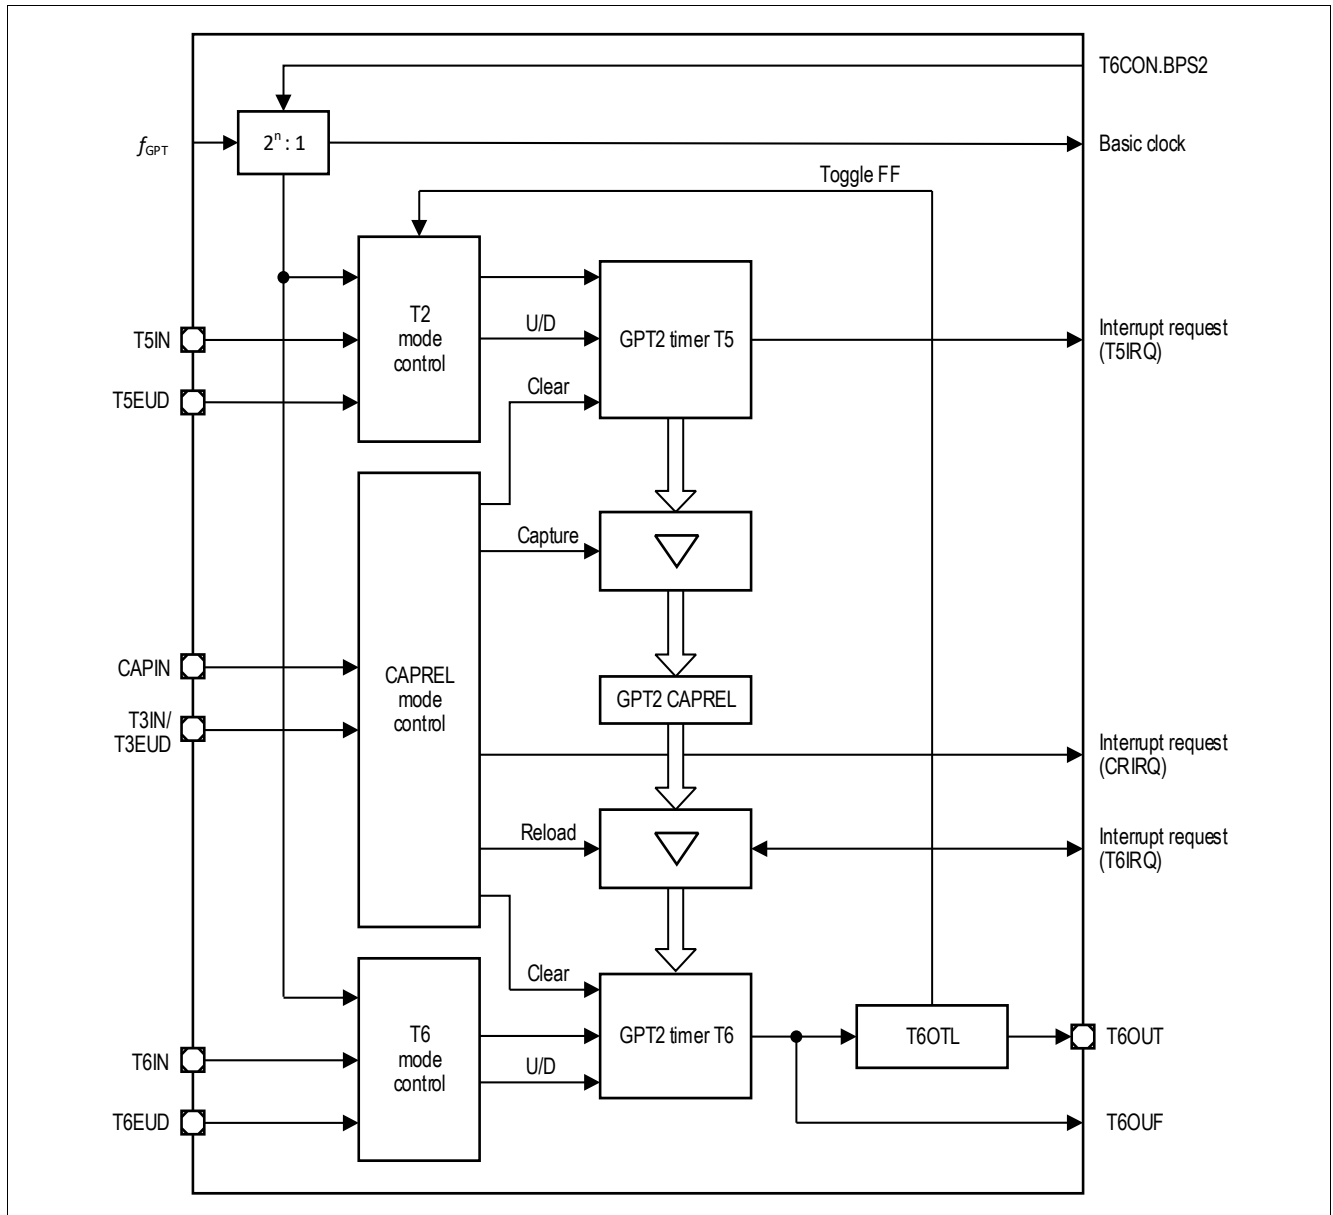 T6CON.BPS2
fGPT
2ⁿ : 1
Basic clock
Toggle FF
T2
mode
control
T5IN
T5EUD
U/D
Clear
GPT2 timer T5
Interrupt request
(T5IRQ)
Capture
CAPIN
T3IN/
T3EUD
CAPREL
mode
control
GPT2 CAPREL
Interrupt request
(CRIRQ)
Reload
Interrupt request
(T6IRQ)
Clear
T6
mode
control
T6IN
T6EUD
U/D
GPT2 timer T6
T6OTL
T6OUT
T6OUF